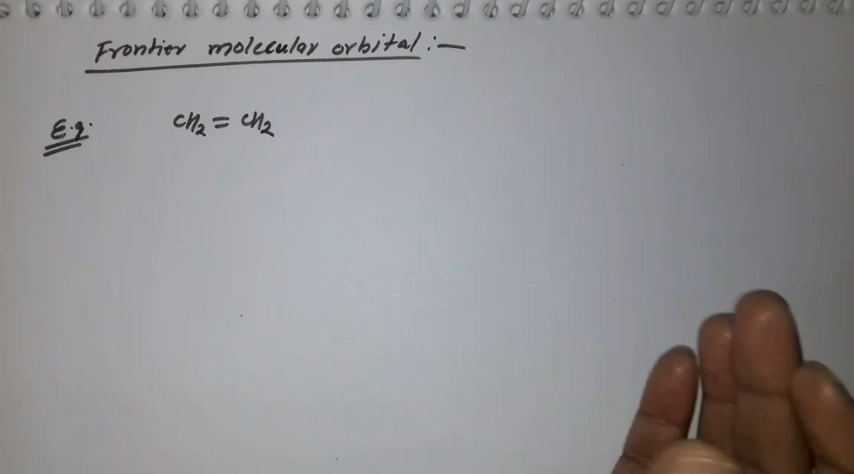 Frontier molecular orbital :-
E.g. CH2 = CH2